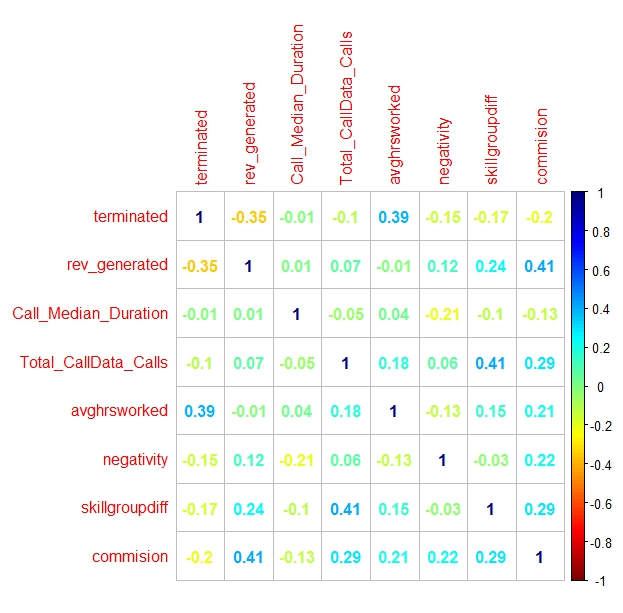 terminated rev_generated Call_Median_Duration Total_CallData_Calls avghrsworked negativity skillgroupdiff commision
terminated 1 -0.35 -0.01 -0.1 0.39 -0.15 -0.17 -0.2
rev_generated -0.35 1 0.01 0.07 -0.01 0.12 0.24 0.41
Call_Median_Duration -0.01 0.01 1 -0.05 0.04 -0.21 -0.1 -0.13
Total_CallData_Calls -0.1 0.07 -0.05 1 0.18 0.06 0.41 0.29
avghrsworked 0.39 -0.01 0.04 0.18 1 -0.13 0.15 0.21
negativity -0.15 0.12 -0.21 0.06 -0.13 1 -0.03 0.22
skillgroupdiff -0.17 0.24 -0.1 0.41 0.15 -0.03 1 0.29
commision -0.2 0.41 -0.13 0.29 0.21 0.22 0.29 1
1
0.8
0.6
0.4
0.2
0
-0.2
-0.4
-0.6
-0.8
-1